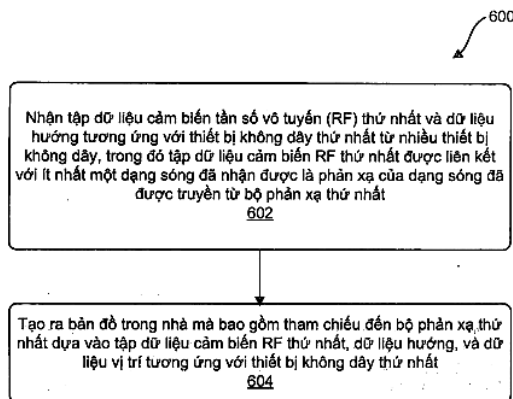 600
Nhận tập dữ liệu cảm biến tần số vô tuyến (RF) thứ nhất và dữ liệu
hướng tương ứng với thiết bị không dây thứ nhất từ nhiều thiết bị
không dây, trong đó tập dữ liệu cảm biến RF thứ nhất được liên kết
với ít nhất một dạng sóng đã nhận được là phản xạ của dạng sóng đã
được truyền từ bộ phản xạ thứ nhất
602
Tạo ra bản đồ trong nhà mà bao gồm tham chiếu đến bộ phản xạ thứ
nhất dựa vào tập dữ liệu cảm biến RF thứ nhất, dữ liệu hướng, và dữ
liệu vị trí tương ứng với thiết bị không dây thứ nhất
604